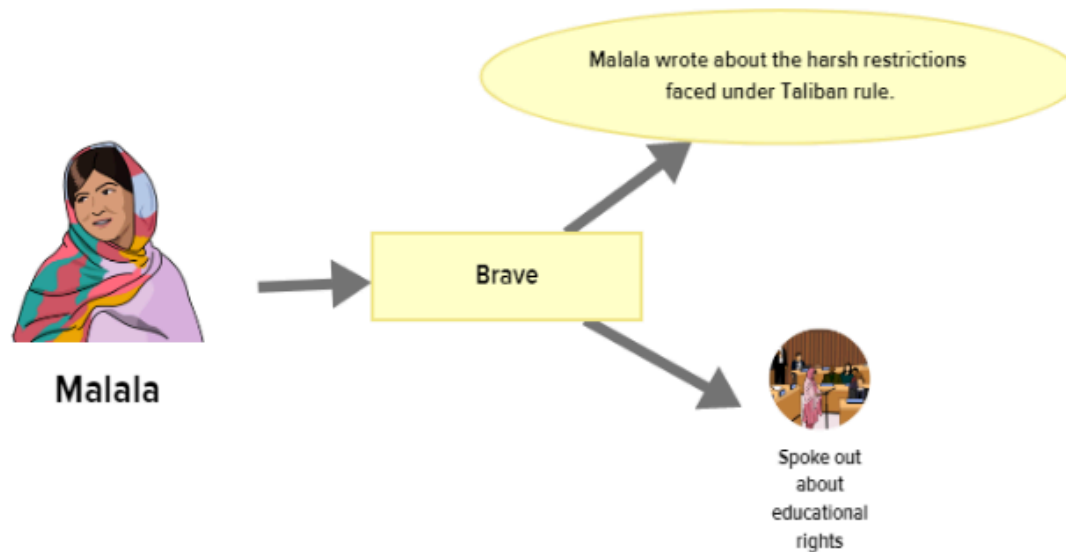 Malala wrote about the harsh restrictions
faced under Taliban rule.
Brave
Malala
Spoke out
about
educational
rights